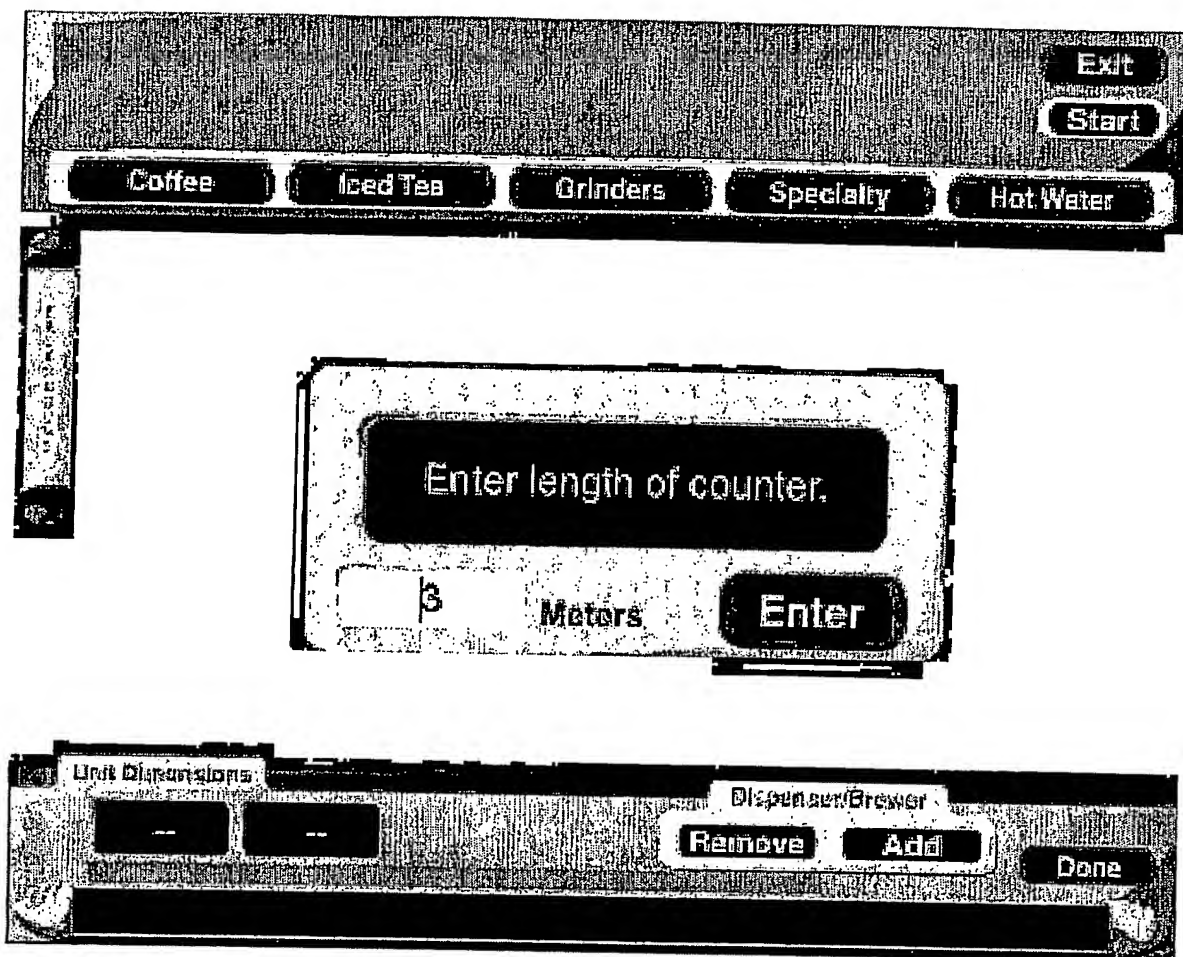 Exit
Start
Coffee
Iced Tea
Grinders
Specialty
Hot Water
Enter length of counter.
3
Meters
Enter
Unit Dimensions
Dispenser/Brewer
--
--
Remove
Add
Done